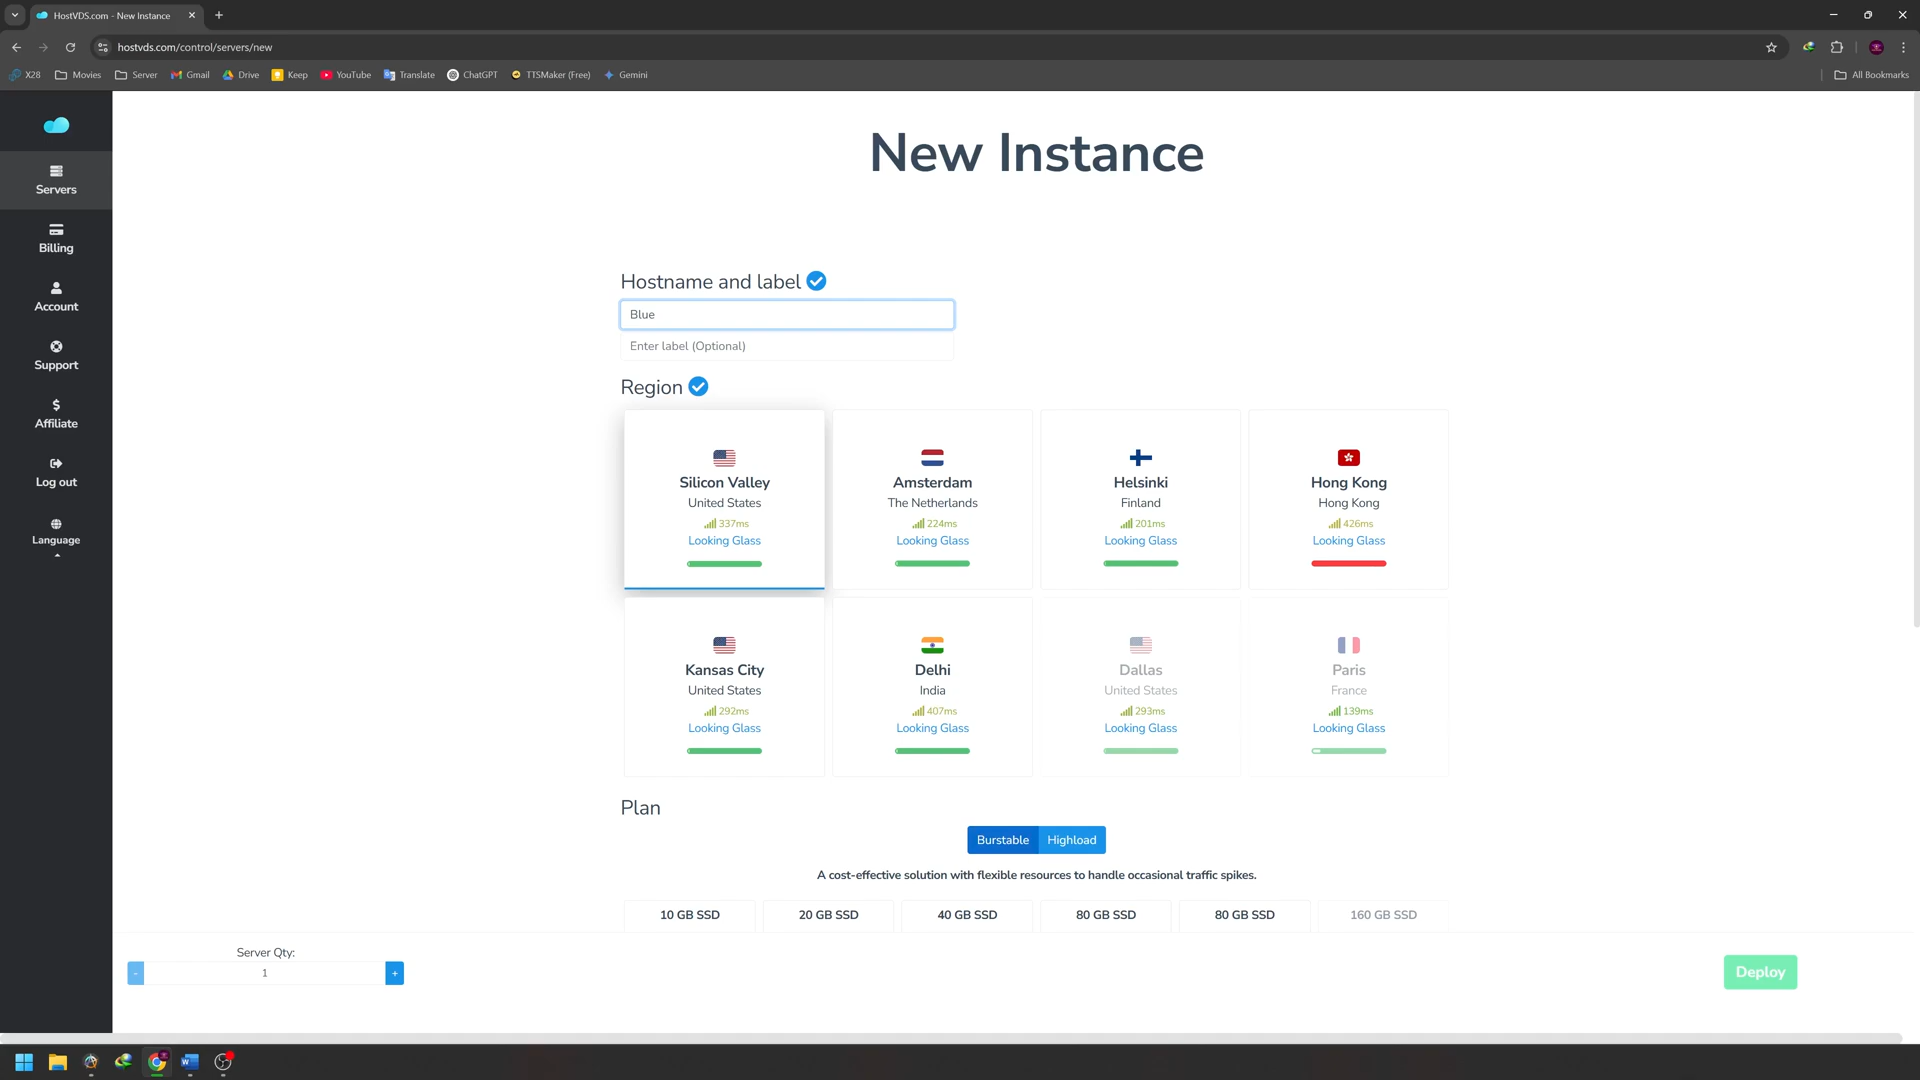 HostVDS.com - New Instance
hostvds.com/control/servers/new
X28 Movies Server Gmail Drive Keep YouTube Translate ChatGPT TTSMaker (Free) Gemini All Bookmarks
Servers
Billing
Account
Support
Affiliate
Log out
Language
New Instance
Hostname and label
Blue
Enter label (Optional)
Region
Silicon Valley
United States
337ms
Looking Glass
Amsterdam
The Netherlands
224ms
Looking Glass
Helsinki
Finland
201ms
Looking Glass
Hong Kong
Hong Kong
426ms
Looking Glass
Kansas City
United States
292ms
Looking Glass
Delhi
India
407ms
Looking Glass
Dallas
United States
293ms
Looking Glass
Paris
France
139ms
Looking Glass
Plan
Burstable Highload
A cost-effective solution with flexible resources to handle occasional traffic spikes.
10 GB SSD 20 GB SSD 40 GB SSD 80 GB SSD 80 GB SSD 160 GB SSD
Server Qty:
- 1 +
Deploy